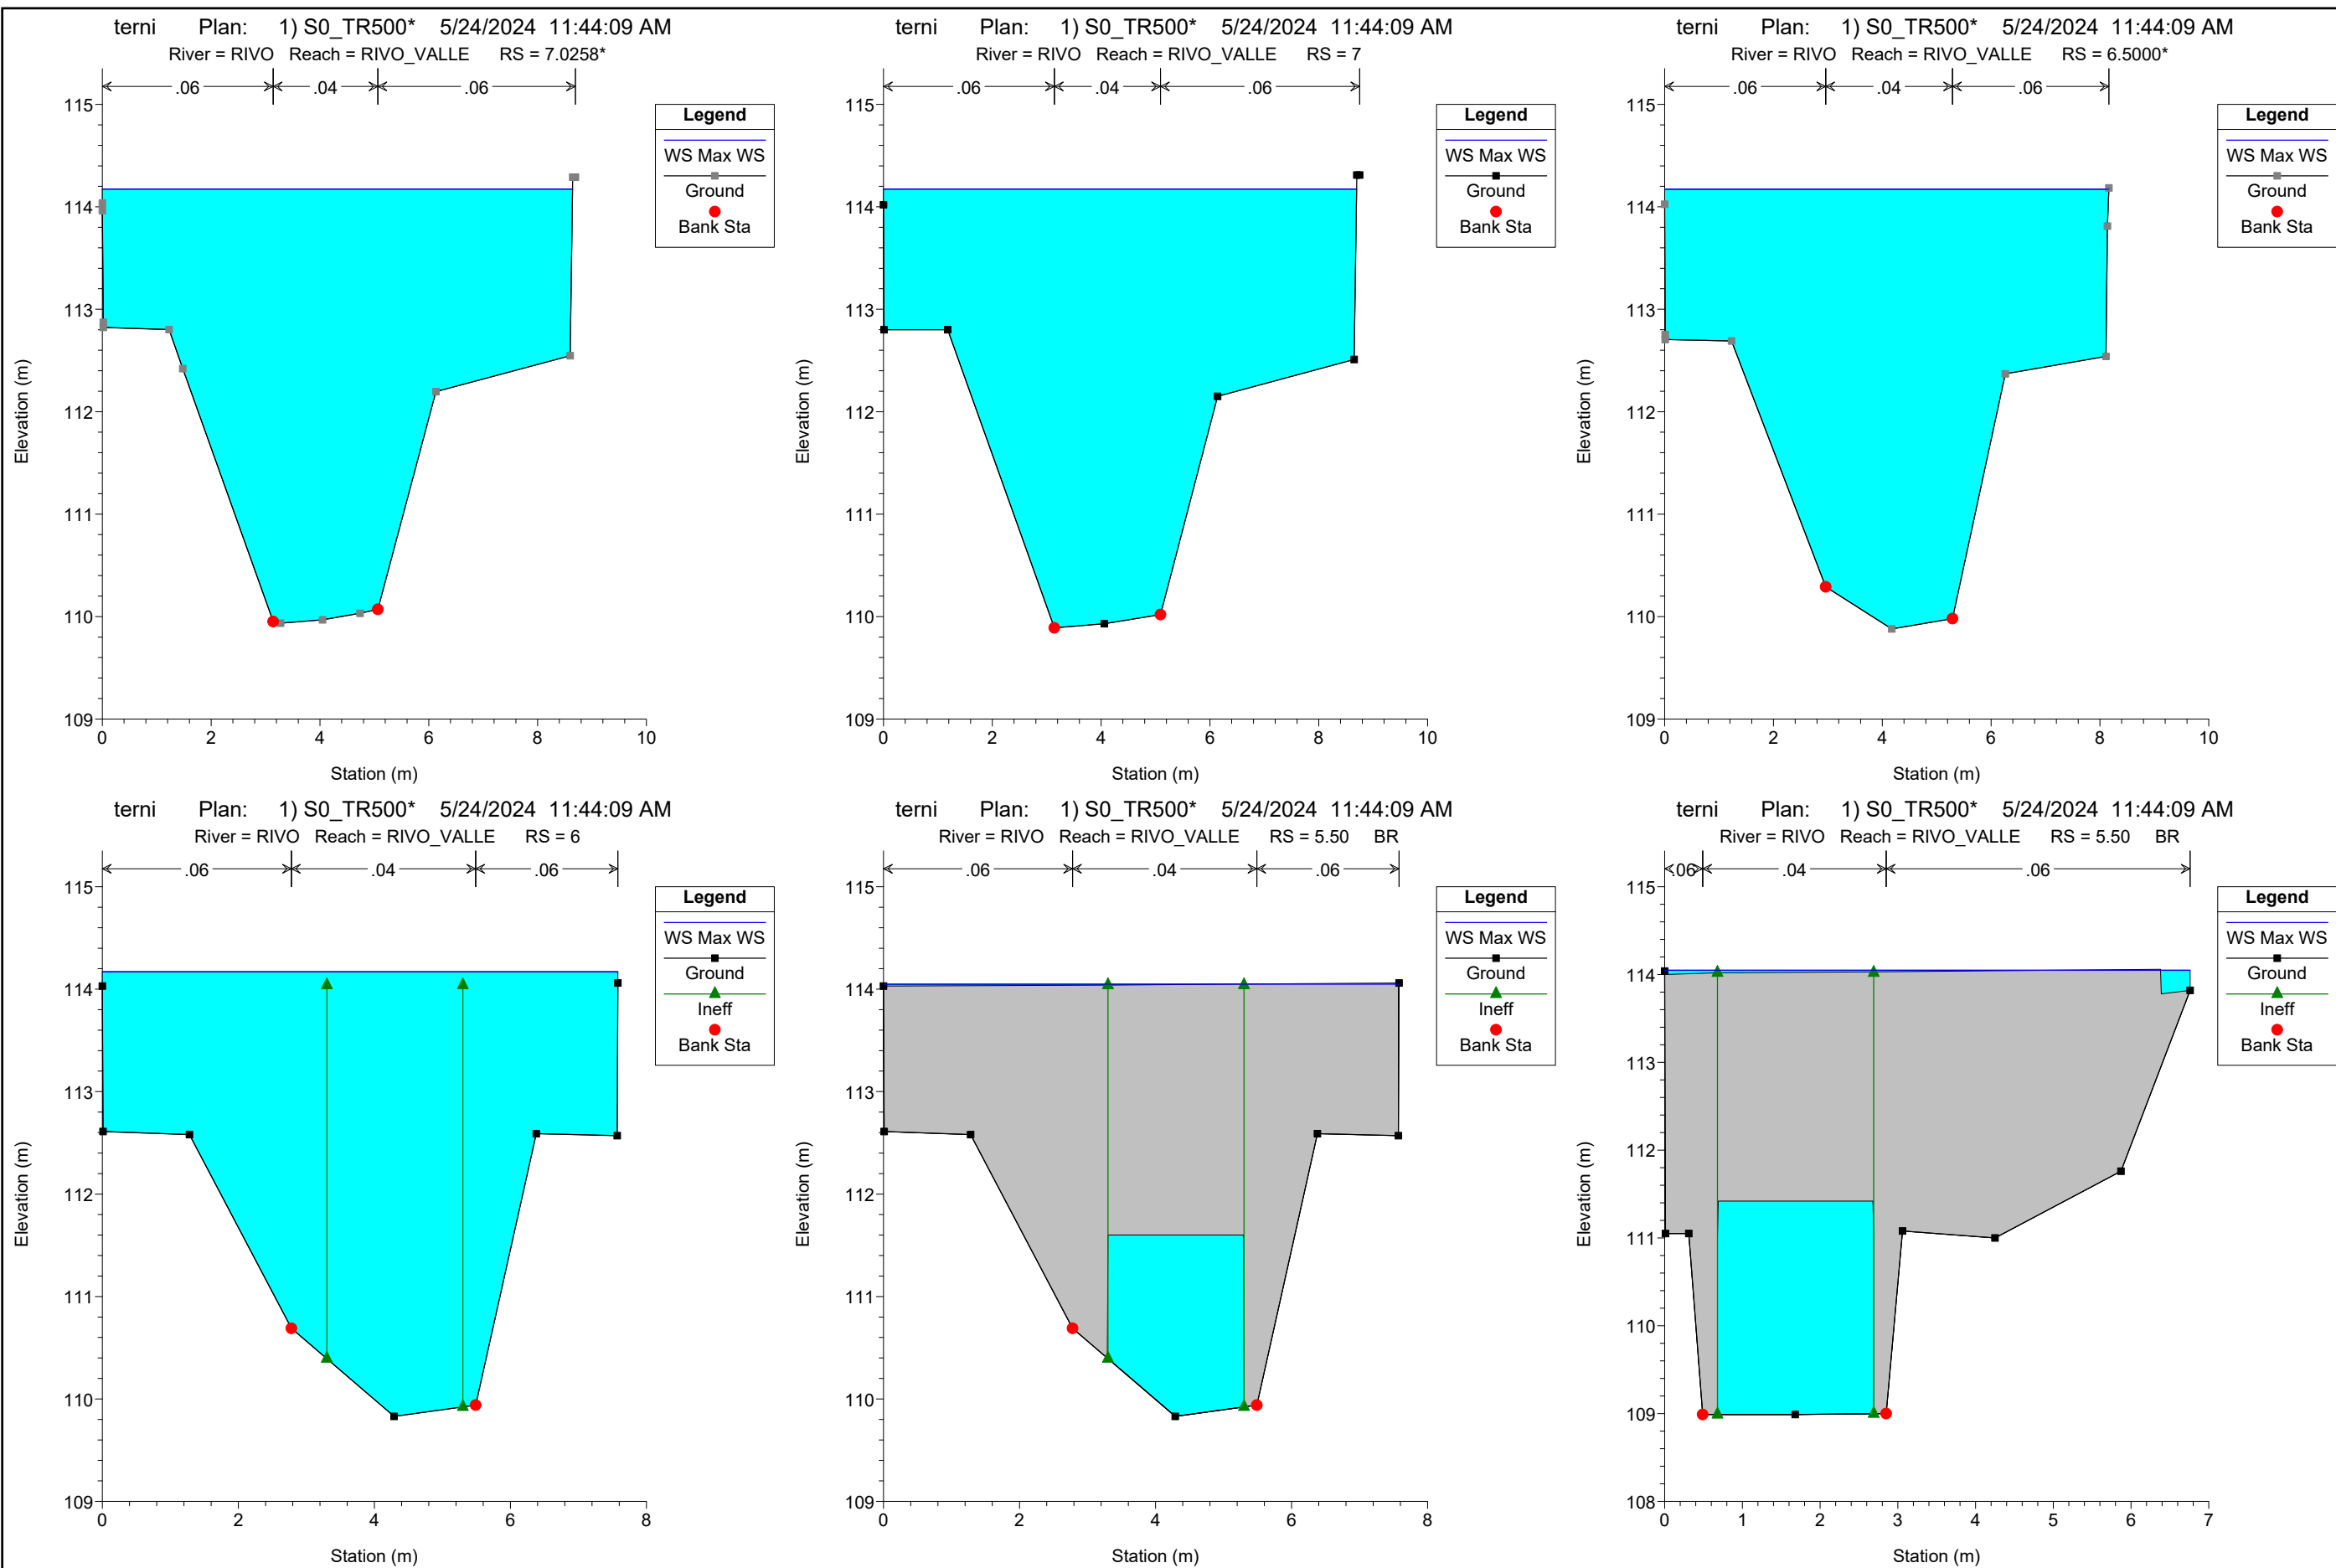 terni Plan: 1) S0_TR500* 5/24/2024 11:44:09 AM
River = RIVO Reach = RIVO_VALLE RS = 7.0258*
.06 .04 .06
115
114
113
112
111
110
109
0 2 4 6 8 10
Elevation (m)
Station (m)
Legend
WS Max WS
Ground
Bank Sta
terni Plan: 1) S0_TR500* 5/24/2024 11:44:09 AM
River = RIVO Reach = RIVO_VALLE RS = 7
.06 .04 .06
115
114
113
112
111
110
109
0 2 4 6 8 10
Elevation (m)
Station (m)
Legend
WS Max WS
Ground
Bank Sta
terni Plan: 1) S0_TR500* 5/24/2024 11:44:09 AM
River = RIVO Reach = RIVO_VALLE RS = 6.5000*
.06 .04 .06
115
114
113
112
111
110
109
0 2 4 6 8 10
Elevation (m)
Station (m)
Legend
WS Max WS
Ground
Bank Sta
terni Plan: 1) S0_TR500* 5/24/2024 11:44:09 AM
River = RIVO Reach = RIVO_VALLE RS = 6
.06 .04 .06
115
114
113
112
111
110
109
0 2 4 6 8
Elevation (m)
Station (m)
Legend
WS Max WS
Ground
Ineff
Bank Sta
terni Plan: 1) S0_TR500* 5/24/2024 11:44:09 AM
River = RIVO Reach = RIVO_VALLE RS = 5.50 BR
.06 .04 .06
115
114
113
112
111
110
109
0 2 4 6 8
Elevation (m)
Station (m)
Legend
WS Max WS
Ground
Ineff
Bank Sta
terni Plan: 1) S0_TR500* 5/24/2024 11:44:09 AM
River = RIVO Reach = RIVO_VALLE RS = 5.50 BR
.06 .04 .06
115
114
113
112
111
110
109
108
0 1 2 3 4 5 6 7
Elevation (m)
Station (m)
Legend
WS Max WS
Ground
Ineff
Bank Sta